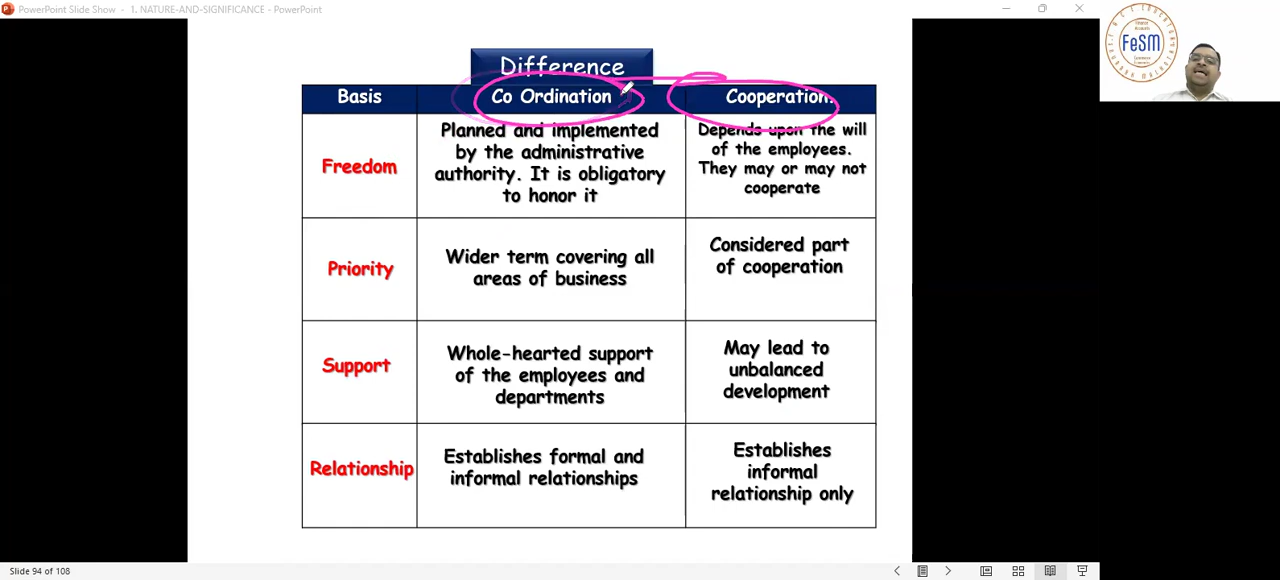 PowerPoint Slide Show - 1. NATURE-AND-SIGNIFICANCE - PowerPoint
FeSM
Difference
Basis
Co Ordination
Cooperation.
Freedom
Planned and implemented
by the administrative
authority. It is obligatory
to honor it
Depends upon the will
of the employees.
They may or may not
cooperate
Priority
Wider term covering all
areas of business
Considered part
of cooperation
Support
Whole-hearted support
of the employees and
departments
May lead to
unbalanced
development
Relationship
Establishes formal and
informal relationships
Establishes
informal
relationship only
Slide 94 of 108